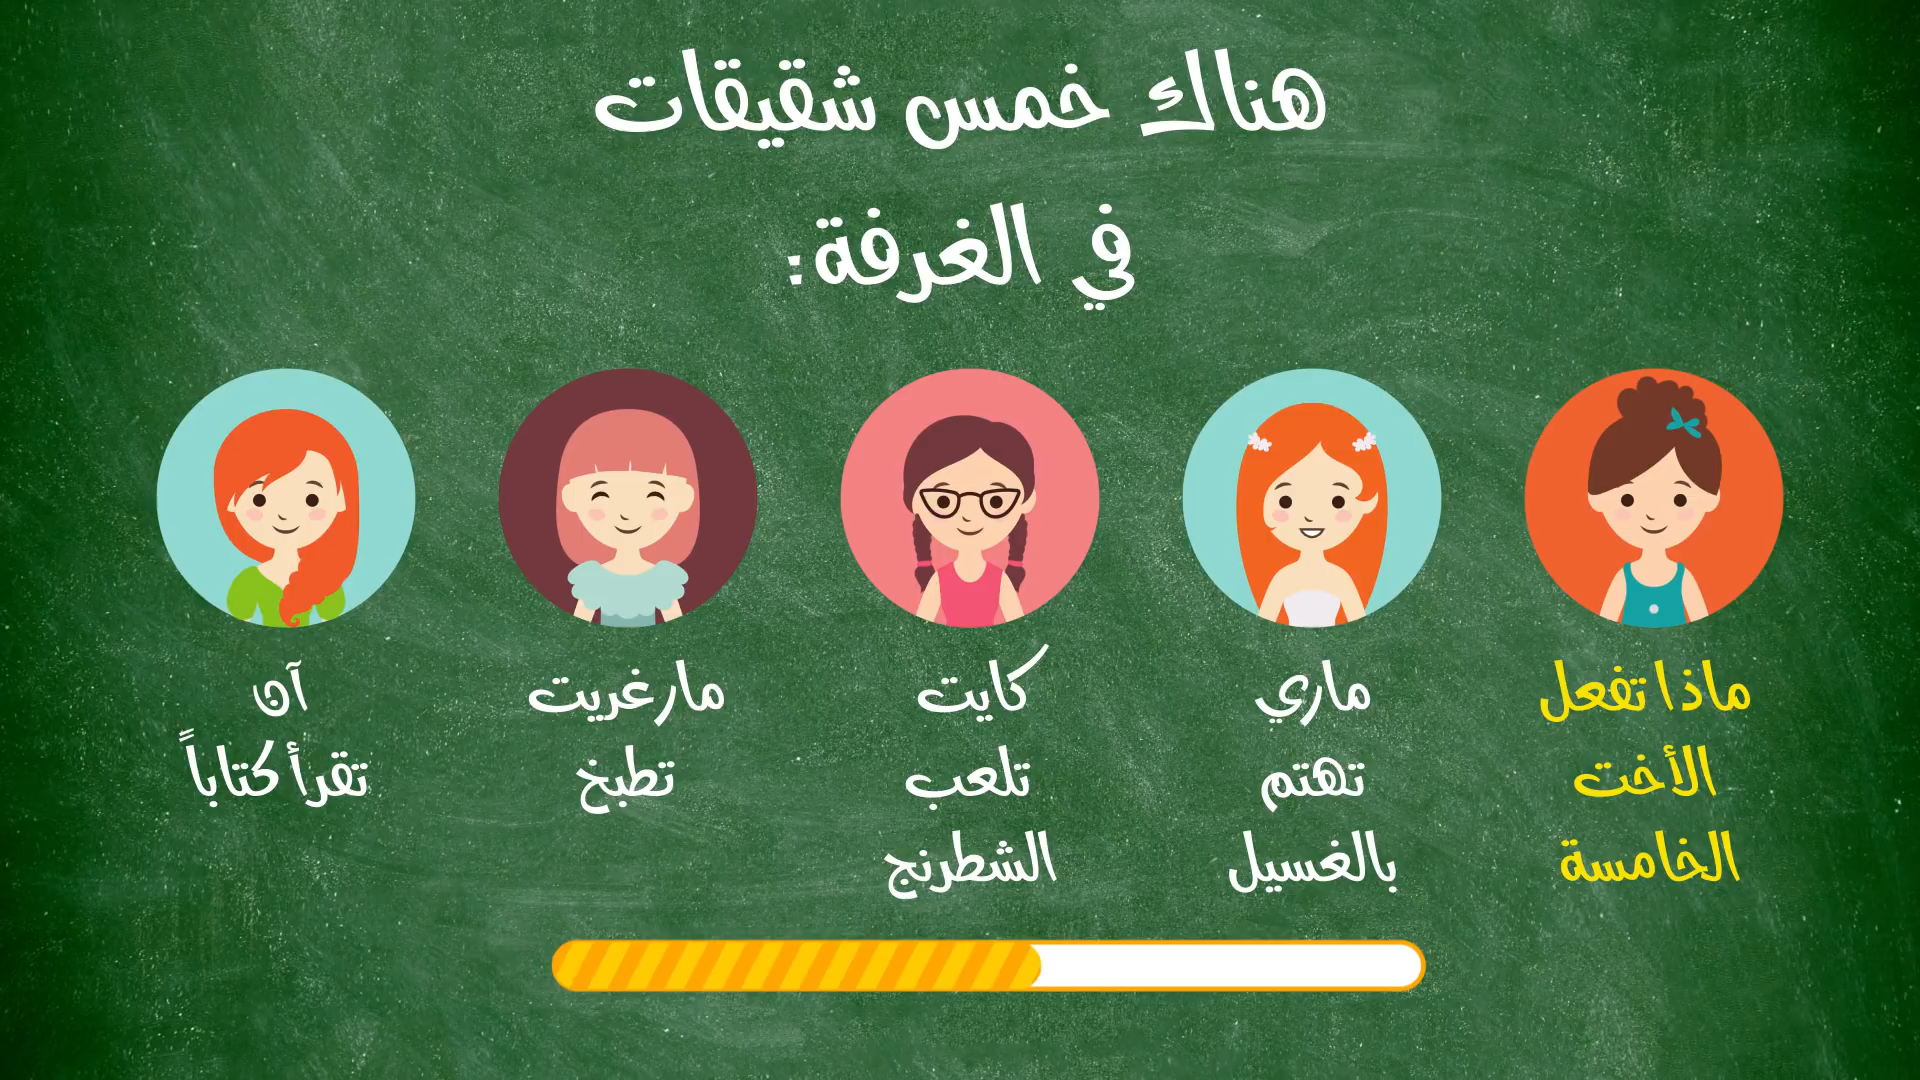 هناك خمس شقيقات
في الغرفة:
ماذا تفعل
الأخت
الخامسة
ماري
تهتم
بالغسيل
كايت
تلعب
الشطرنج
مارغريت
تطبخ
آن
تقرأ كتاباً